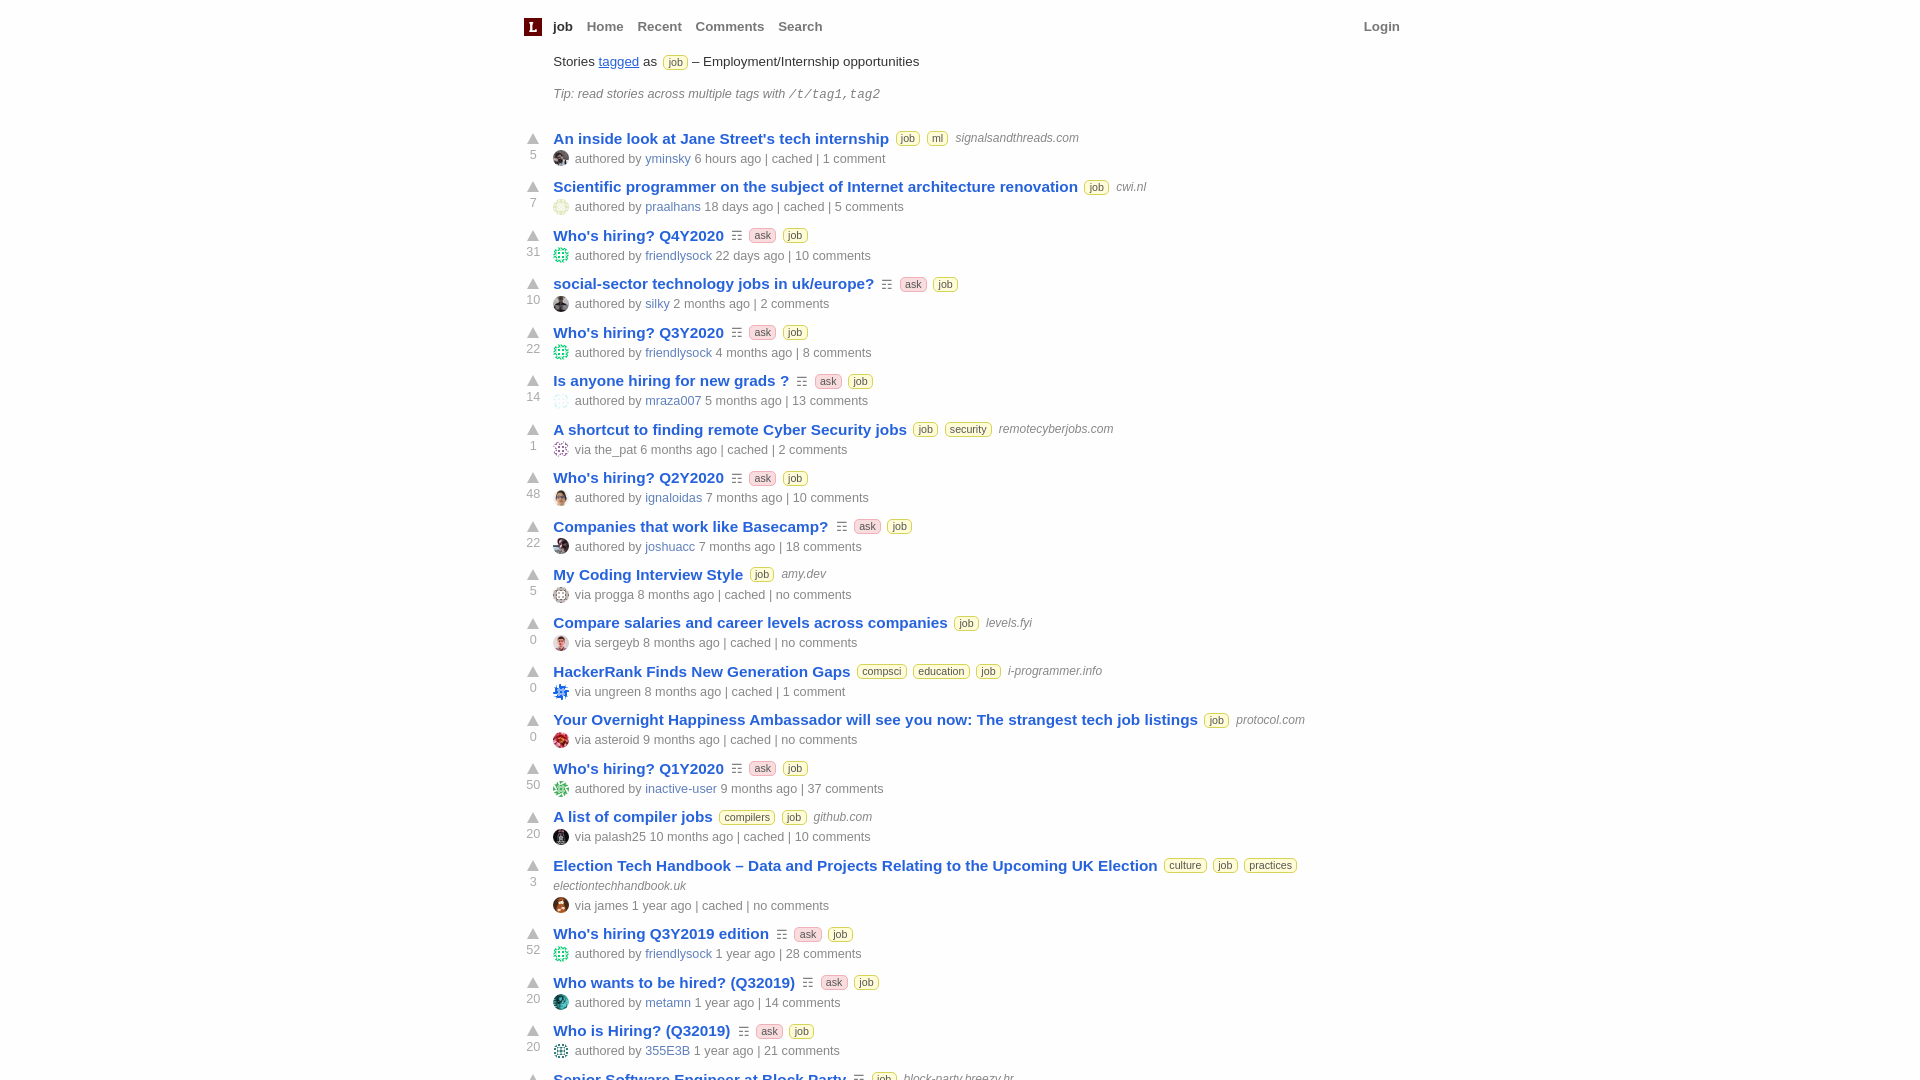 L job Home Recent Comments Search Login
Stories tagged as job – Employment/Internship opportunities
Tip: read stories across multiple tags with /t/tag1,tag2
An inside look at Jane Street's tech internship job ml signalsandthreads.com
5 authored by yminsky 6 hours ago | cached | 1 comment
Scientific programmer on the subject of Internet architecture renovation job cwi.nl
7 authored by praalhans 18 days ago | cached | 5 comments
Who's hiring? Q4Y2020 ☶ ask job
31 authored by friendlysock 22 days ago | 10 comments
social-sector technology jobs in uk/europe? ☶ ask job
10 authored by silky 2 months ago | 2 comments
Who's hiring? Q3Y2020 ☶ ask job
22 authored by friendlysock 4 months ago | 8 comments
Is anyone hiring for new grads ? ☶ ask job
14 authored by mraza007 5 months ago | 13 comments
A shortcut to finding remote Cyber Security jobs job security remotecyberjobs.com
1 via the_pat 6 months ago | cached | 2 comments
Who's hiring? Q2Y2020 ☶ ask job
48 authored by ignaloidas 7 months ago | 10 comments
Companies that work like Basecamp? ☶ ask job
22 authored by joshuacc 7 months ago | 18 comments
My Coding Interview Style job amy.dev
5 via progga 8 months ago | cached | no comments
Compare salaries and career levels across companies job levels.fyi
0 via sergeyb 8 months ago | cached | no comments
HackerRank Finds New Generation Gaps compsci education job i-programmer.info
0 via ungreen 8 months ago | cached | 1 comment
Your Overnight Happiness Ambassador will see you now: The strangest tech job listings job protocol.com
0 via asteroid 9 months ago | cached | no comments
Who's hiring? Q1Y2020 ☶ ask job
50 authored by inactive-user 9 months ago | 37 comments
A list of compiler jobs compilers job github.com
20 via palash25 10 months ago | cached | 10 comments
Election Tech Handbook – Data and Projects Relating to the Upcoming UK Election culture job practices
3 electiontechhandbook.uk
via james 1 year ago | cached | no comments
Who's hiring Q3Y2019 edition ☶ ask job
52 authored by friendlysock 1 year ago | 28 comments
Who wants to be hired? (Q32019) ☶ ask job
20 authored by metamn 1 year ago | 14 comments
Who is Hiring? (Q32019) ☶ ask job
20 authored by 355E3B 1 year ago | 21 comments
Senior Software Engineer at Block Party ☶ job block-party.breezy.hr